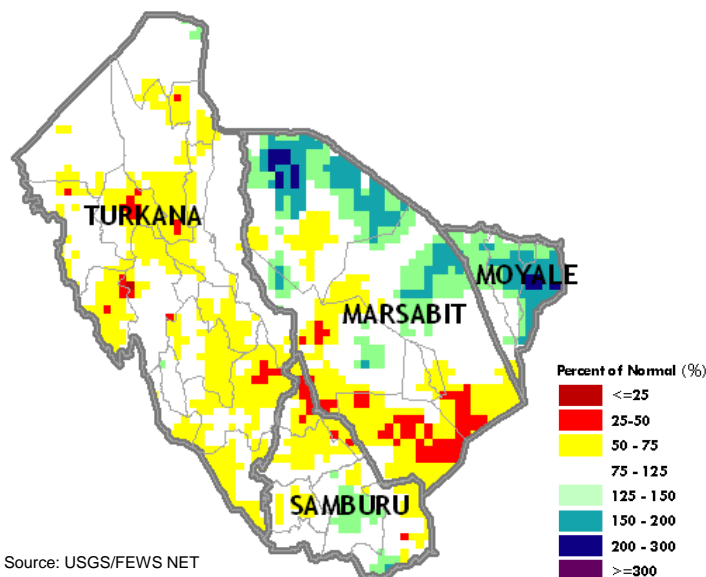 TURKANA
MOYALE
MARSABIT
SAMBURU
Percent of Normal (%)
<=25
25-50
50 - 75
75 - 125
125 - 150
150 - 200
200 - 300
>=300
Source: USGS/FEWS NET